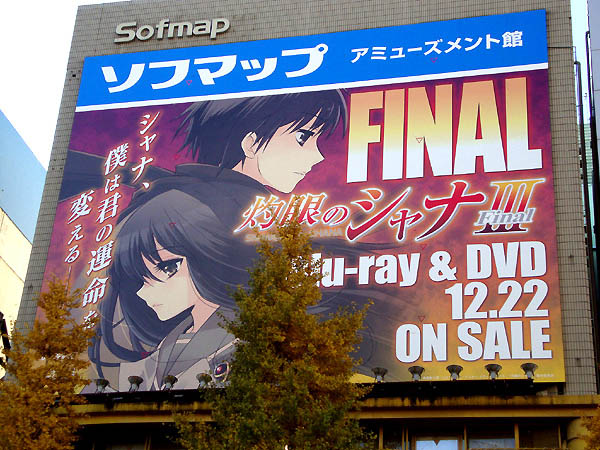 Sofmap
ソフマップ アミューズメント館
シャナ、
僕は君の運命を
変える―
FINAL
灼眼のシャナIII
Final
Blu-ray & DVD
12.22
ON SALE